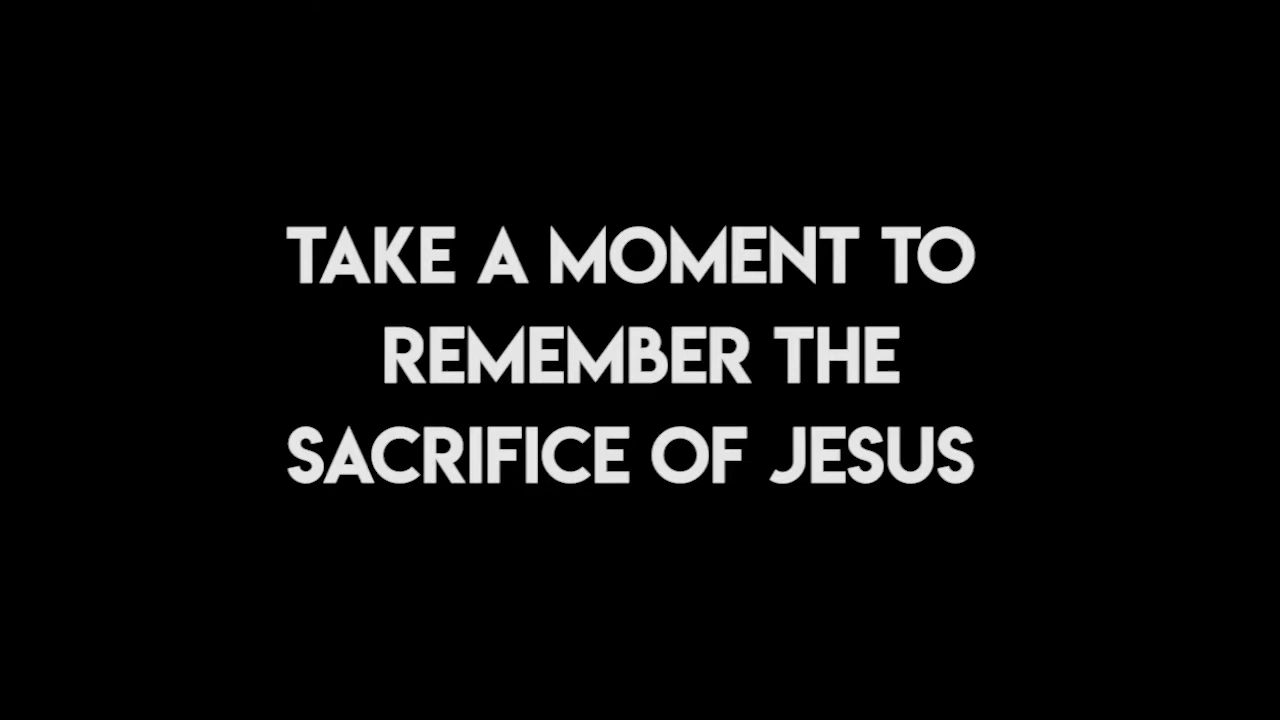 TAKE A MOMENT TO
REMEMBER THE
SACRIFICE OF JESUS